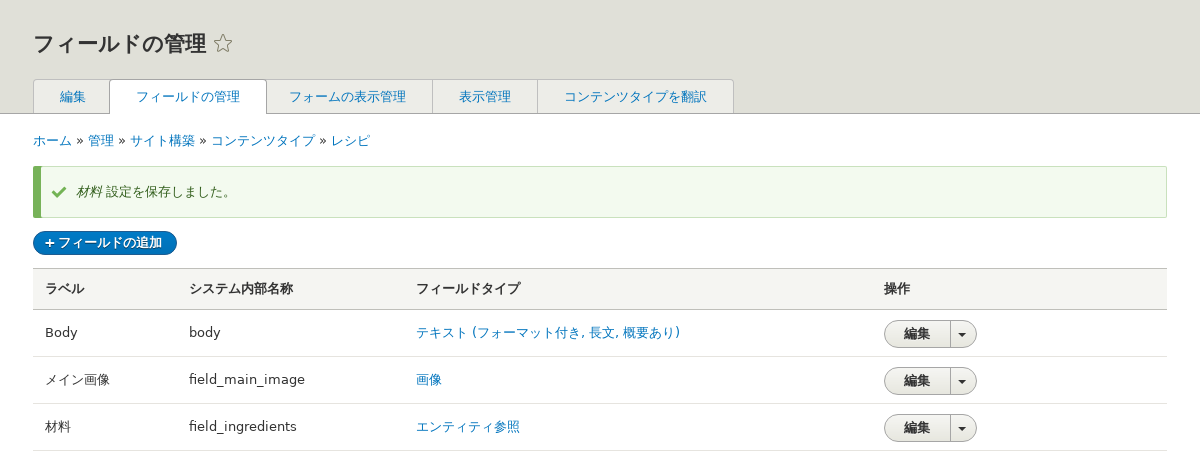 フィールドの管理
編集 フィールドの管理 フォームの表示管理 表示管理 コンテンツタイプを翻訳
ホーム » 管理 » サイト構築 » コンテンツタイプ » レシピ
材料 設定を保存しました。
+ フィールドの追加
ラベル システム内部名称 フィールドタイプ 操作
Body body テキスト (フォーマット付き, 長文, 概要あり) 編集
メイン画像 field_main_image 画像 編集
材料 field_ingredients エンティティ参照 編集